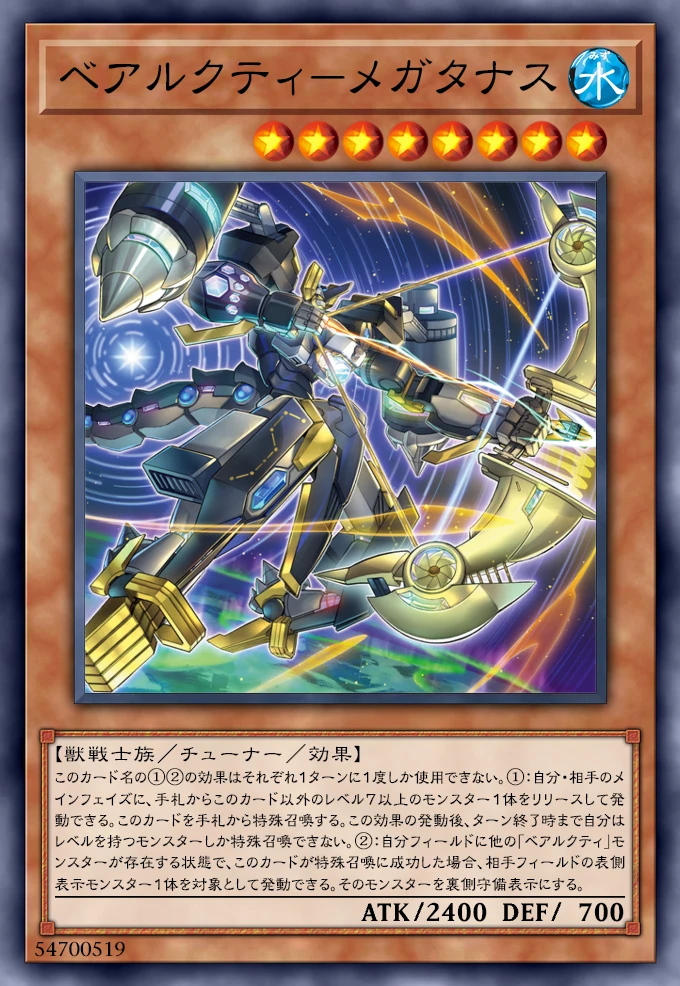 ベアルクティ－メガタナス
みず
水
【獣戦士族／チューナー／効果】
このカード名の①②の効果はそれぞれ１ターンに１度しか使用できない。①：自分・相手のメ
インフェイズに、手札からこのカード以外のレベル７以上のモンスター１体をリリースして発
動できる。このカードを手札から特殊召喚する。この効果の発動後、ターン終了時まで自分は
レベルを持つモンスターしか特殊召喚できない。②：自分フィールドに他の「ベアルクティ」モ
ンスターが存在する状態で、このカードが特殊召喚に成功した場合、相手フィールドの表側
表示モンスター１体を対象として発動できる。そのモンスターを裏側守備表示にする。
ATK/2400 DEF/ 700
54700519